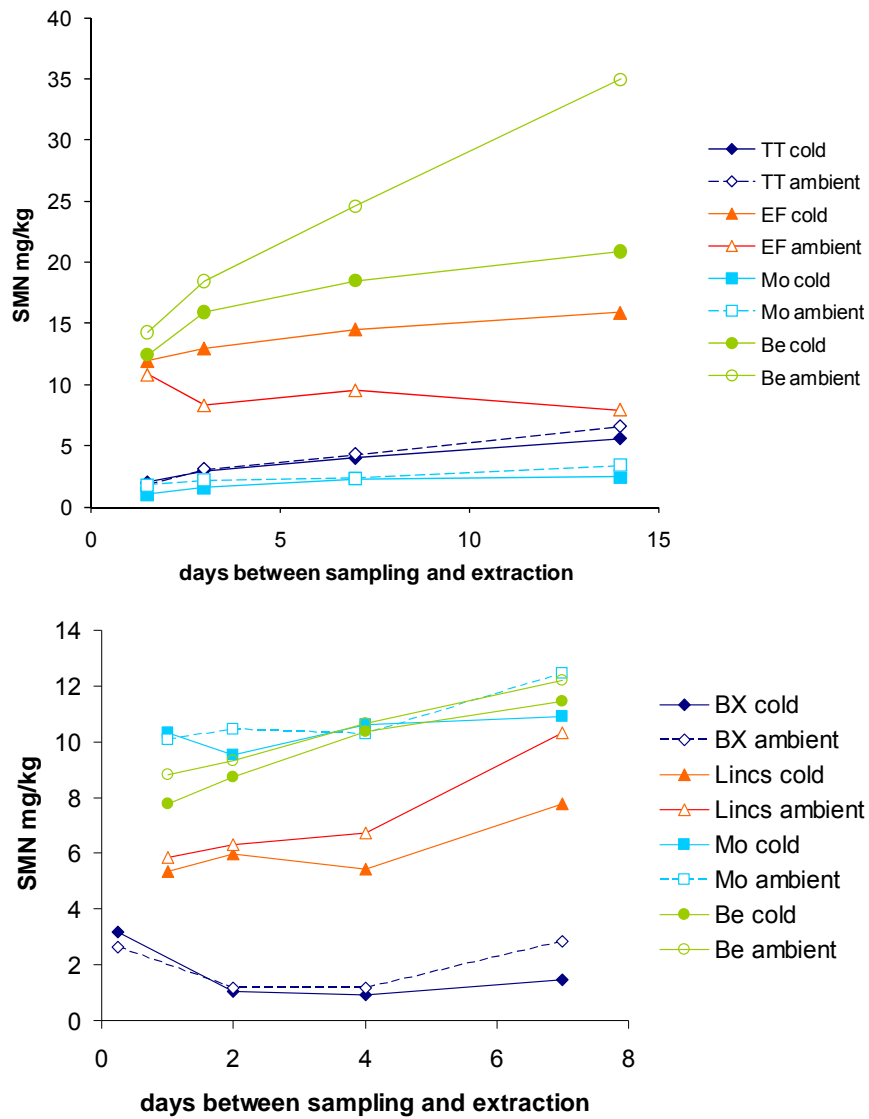 40
35
30
25
20
15
10
5
0
SMN mg/kg
0 5 10 15
days between sampling and extraction
TT cold
TT ambient
EF cold
EF ambient
Mo cold
Mo ambient
Be cold
Be ambient
14
12
10
8
6
4
2
0
SMN mg/kg
0 2 4 6 8
days between sampling and extraction
BX cold
BX ambient
Lincs cold
Lincs ambient
Mo cold
Mo ambient
Be cold
Be ambient